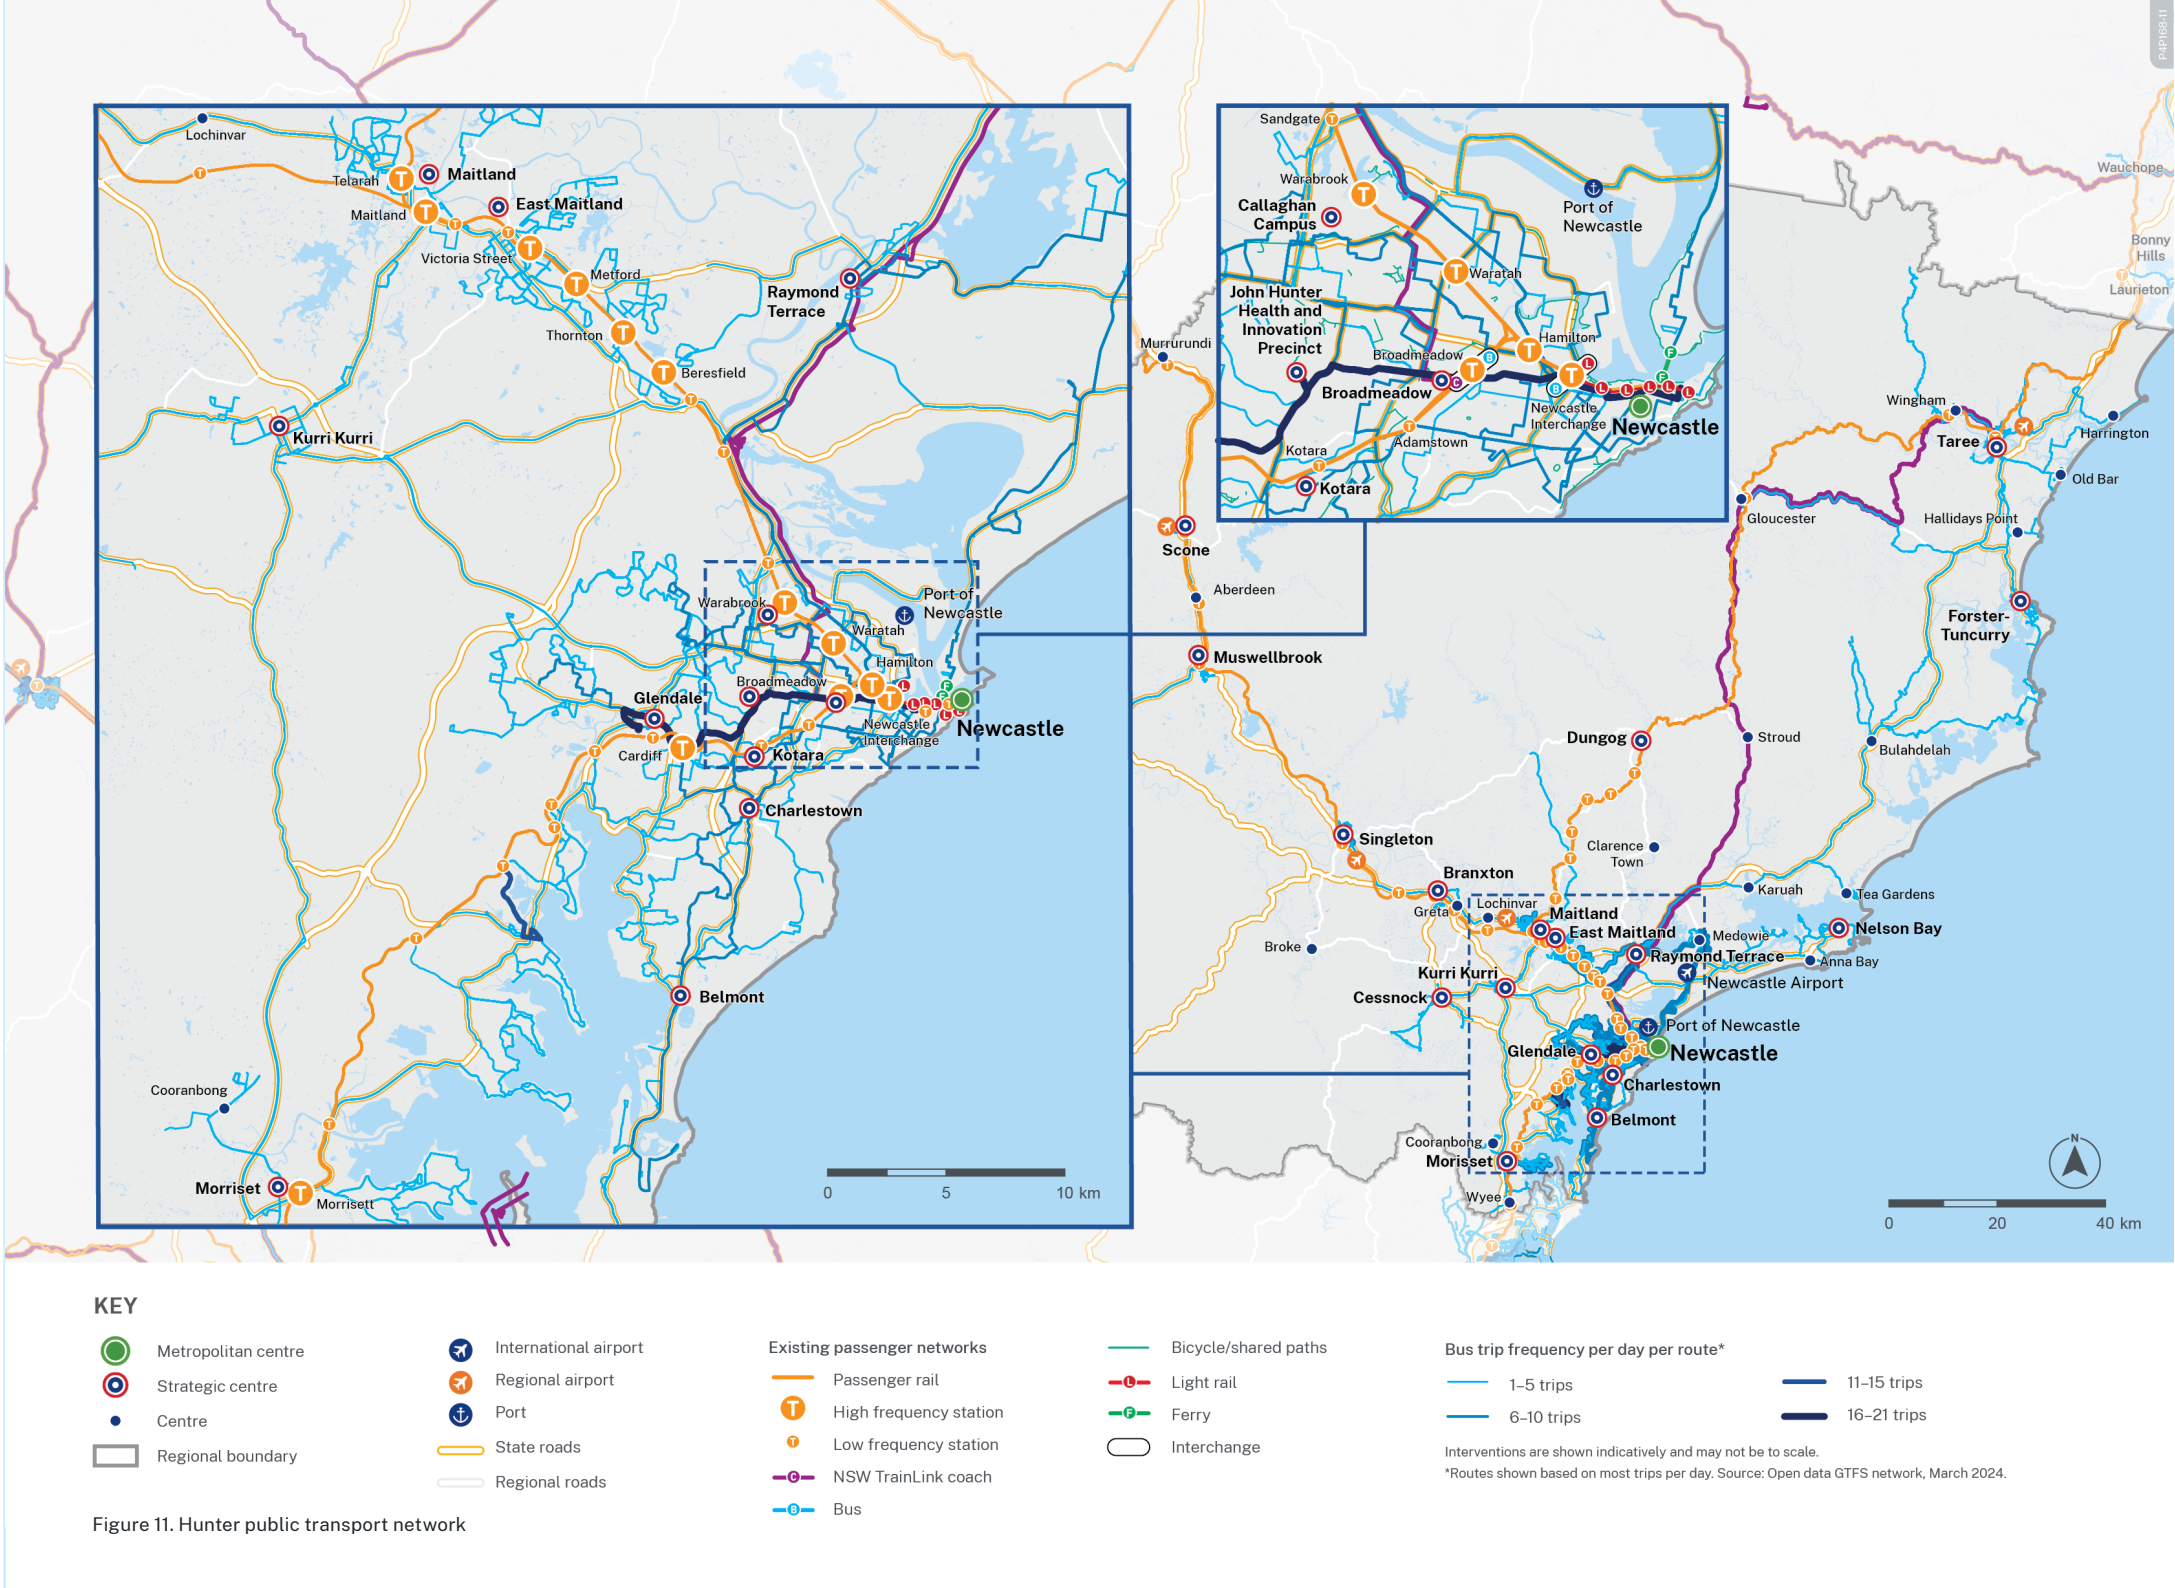 P4P168-11
Lochinvar
Telarah
Maitland
Maitland
East Maitland
Victoria Street
Metford
Thornton
Beresfield
Raymond
Terrace
Kurri Kurri
Warabrook
Port of
Newcastle
Waratah
Hamilton
Broadmeadow
Glendale
Cardiff
Newcastle
Interchange
Newcastle
Kotara
Charlestown
Belmont
Cooranbong
Morriset
Morrisett
0 5 10 km
Sandgate
Warabrook
Callaghan
Campus
Port of
Newcastle
Waratah
John Hunter
Health and
Innovation
Precinct
Hamilton
Broadmeadow
Broadmeadow
Newcastle
Interchange
Newcastle
Adamstown
Kotara
Kotara
Wauchope
Bonny
Hills
Laurieton
Murrurundi
Wingham
Taree
Harrington
Old Bar
Gloucester
Hallidays Point
Scone
Aberdeen
Forster-
Tuncurry
Muswellbrook
Dungog
Stroud
Bulahdelah
Singleton
Clarence
Town
Branxton
Greta
Lochinvar
Maitland
East Maitland
Karuah
Tea Gardens
Nelson Bay
Medowie
Raymond Terrace
Anna Bay
Newcastle Airport
Broke
Kurri Kurri
Cessnock
Port of Newcastle
Glendale
Newcastle
Charlestown
Belmont
Cooranbong
Morisset
Wyee
N
0 20 40 km
KEY
Metropolitan centre
Strategic centre
Centre
Regional boundary
International airport
Regional airport
Port
State roads
Regional roads
Existing passenger networks
Passenger rail
T High frequency station
T Low frequency station
C NSW TrainLink coach
B Bus
Bicycle/shared paths
L Light rail
F Ferry
Interchange
Bus trip frequency per day per route*
1–5 trips
6–10 trips
11–15 trips
16–21 trips
Interventions are shown indicatively and may not be to scale.
*Routes shown based on most trips per day. Source: Open data GTFS network, March 2024.
Figure 11. Hunter public transport network